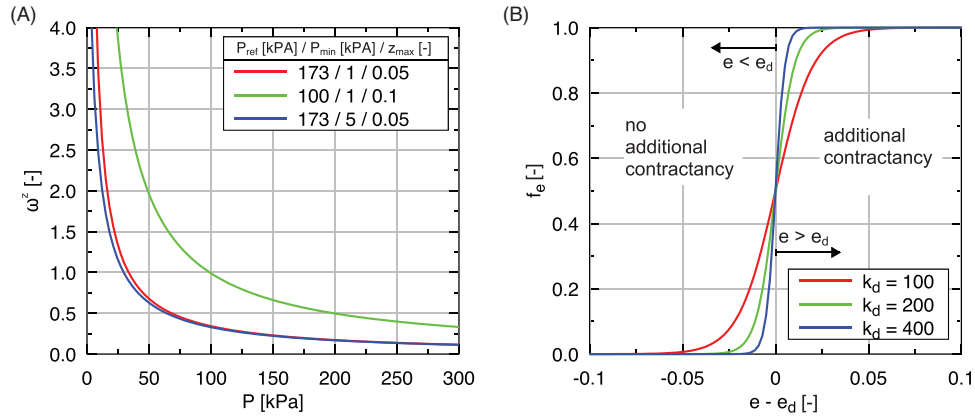 (A)
4.0
3.5
3.0
2.5
2.0
1.5
1.0
0.5
0.0
ω^z [-]
P_ref [kPA] / P_min [kPA] / z_max [-]
173 / 1 / 0.05
100 / 1 / 0.1
173 / 5 / 0.05
0 50 100 150 200 250 300
P [kPa]
(B)
1.0
0.8
0.6
0.4
0.2
0.0
f_e [-]
e < e_d
no
additional
contractancy
additional
contractancy
e > e_d
k_d = 100
k_d = 200
k_d = 400
-0.1 -0.05 0 0.05 0.1
e - e_d [-]